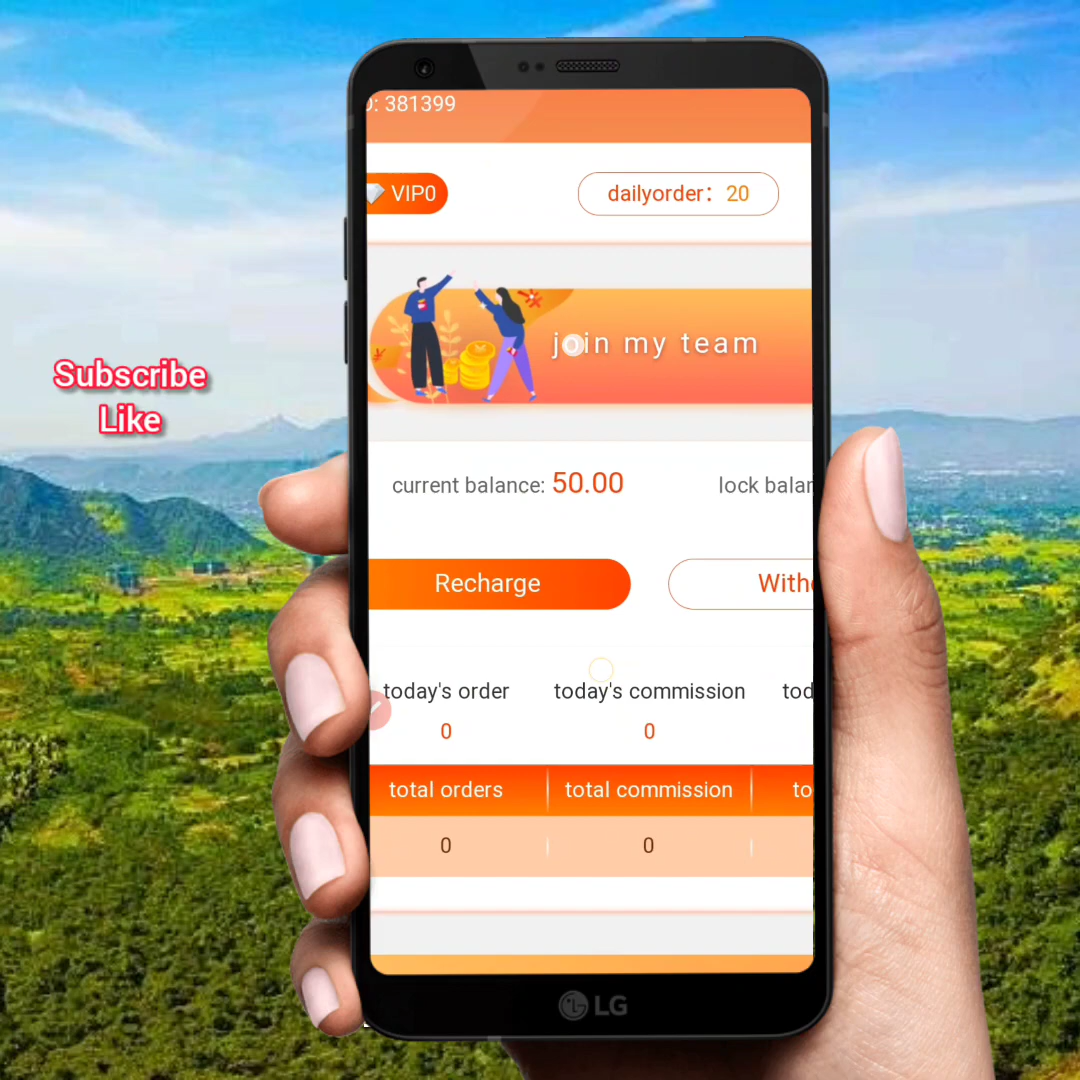 D: 381399
VIP0
dailyorder: 20
join my team
current balance: 50.00
lock balan
Recharge
Withd
today's order
today's commission
tod
0
0
total orders
total commission
to
0
0
Subscribe
Like
LG